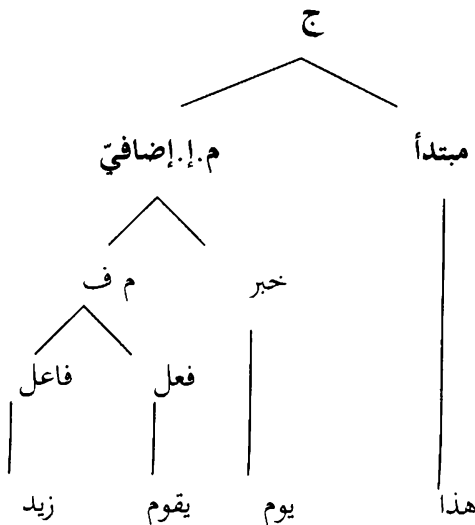 ج
مبتدأ م.إ.إضافيّ
خبر م ف
فعل فاعل
هذا يوم يقوم زيد